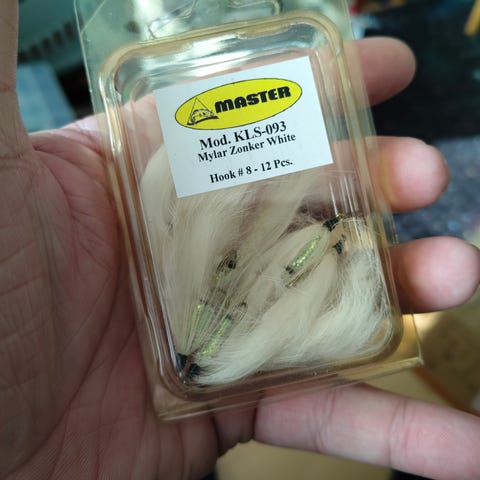 MASTER
Mod. KLS-093
Mylar Zonker White
Hook # 8 - 12 Pcs.